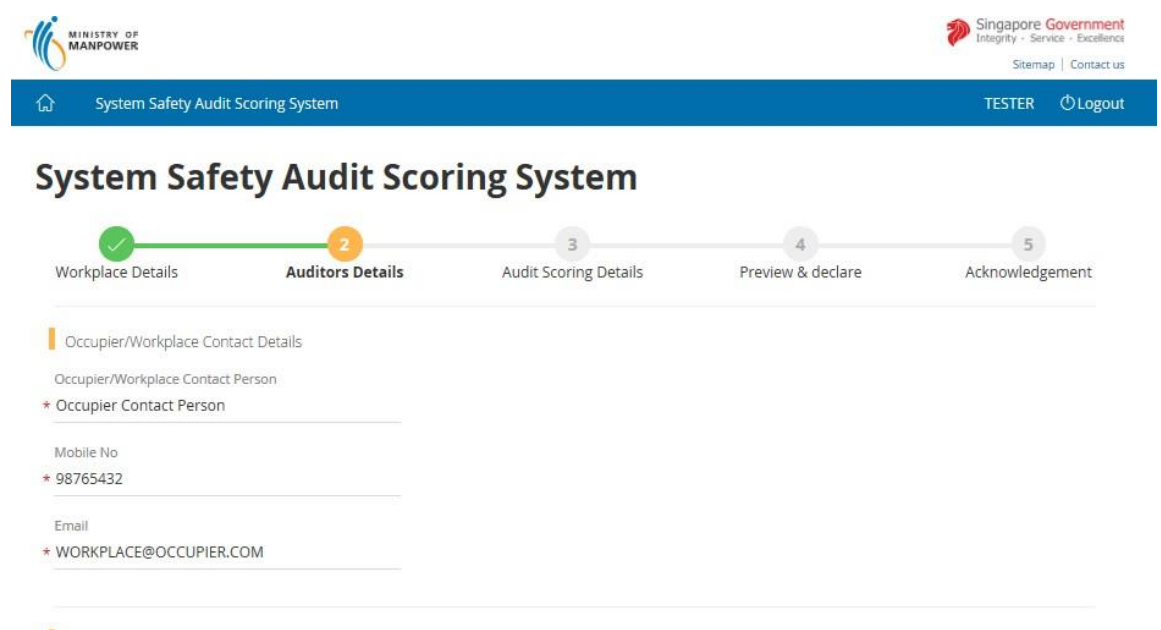 MINISTRY OF
MANPOWER
Singapore Government
Integrity · Service · Excellence
Sitemap | Contact us
System Safety Audit Scoring System
TESTER Logout
System Safety Audit Scoring System
2 3 4 5
Workplace Details Auditors Details Audit Scoring Details Preview & declare Acknowledgement
Occupier/Workplace Contact Details
Occupier/Workplace Contact Person
* Occupier Contact Person
Mobile No
* 98765432
Email
* WORKPLACE@OCCUPIER.COM